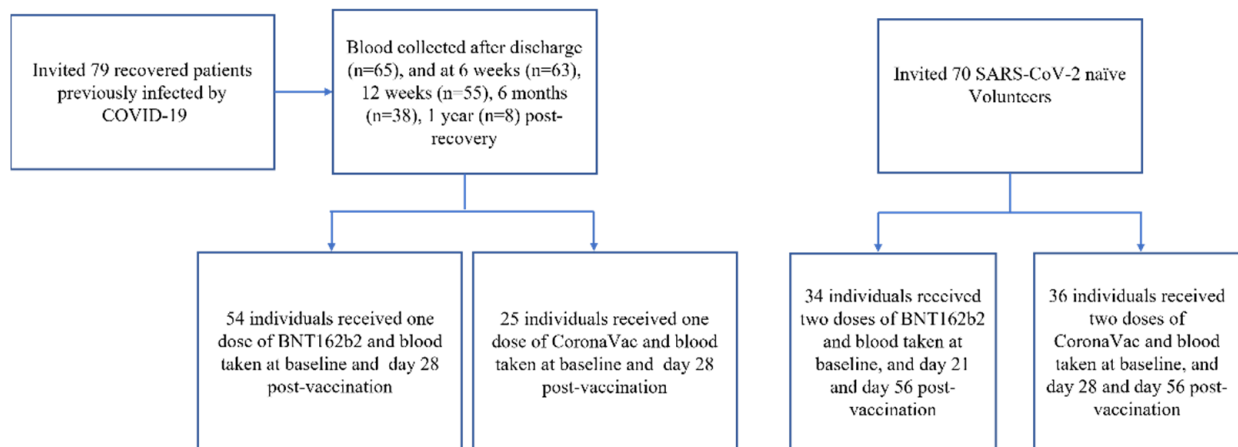 Invited 79 recovered patients
previously infected by
COVID-19
Blood collected after discharge
(n=65), and at 6 weeks (n=63),
12 weeks (n=55), 6 months
(n=38), 1 year (n=8) post-
recovery
Invited 70 SARS-CoV-2 naïve
Volunteers
54 individuals received one
dose of BNT162b2 and blood
taken at baseline and day 28
post-vaccination
25 individuals received one
dose of CoronaVac and blood
taken at baseline and day 28
post-vaccination
34 individuals received
two doses of BNT162b2
and blood taken at
baseline, and day 21
and day 56 post-
vaccination
36 individuals received
two doses of
CoronaVac and blood
taken at baseline, and
day 28 and day 56 post-
vaccination